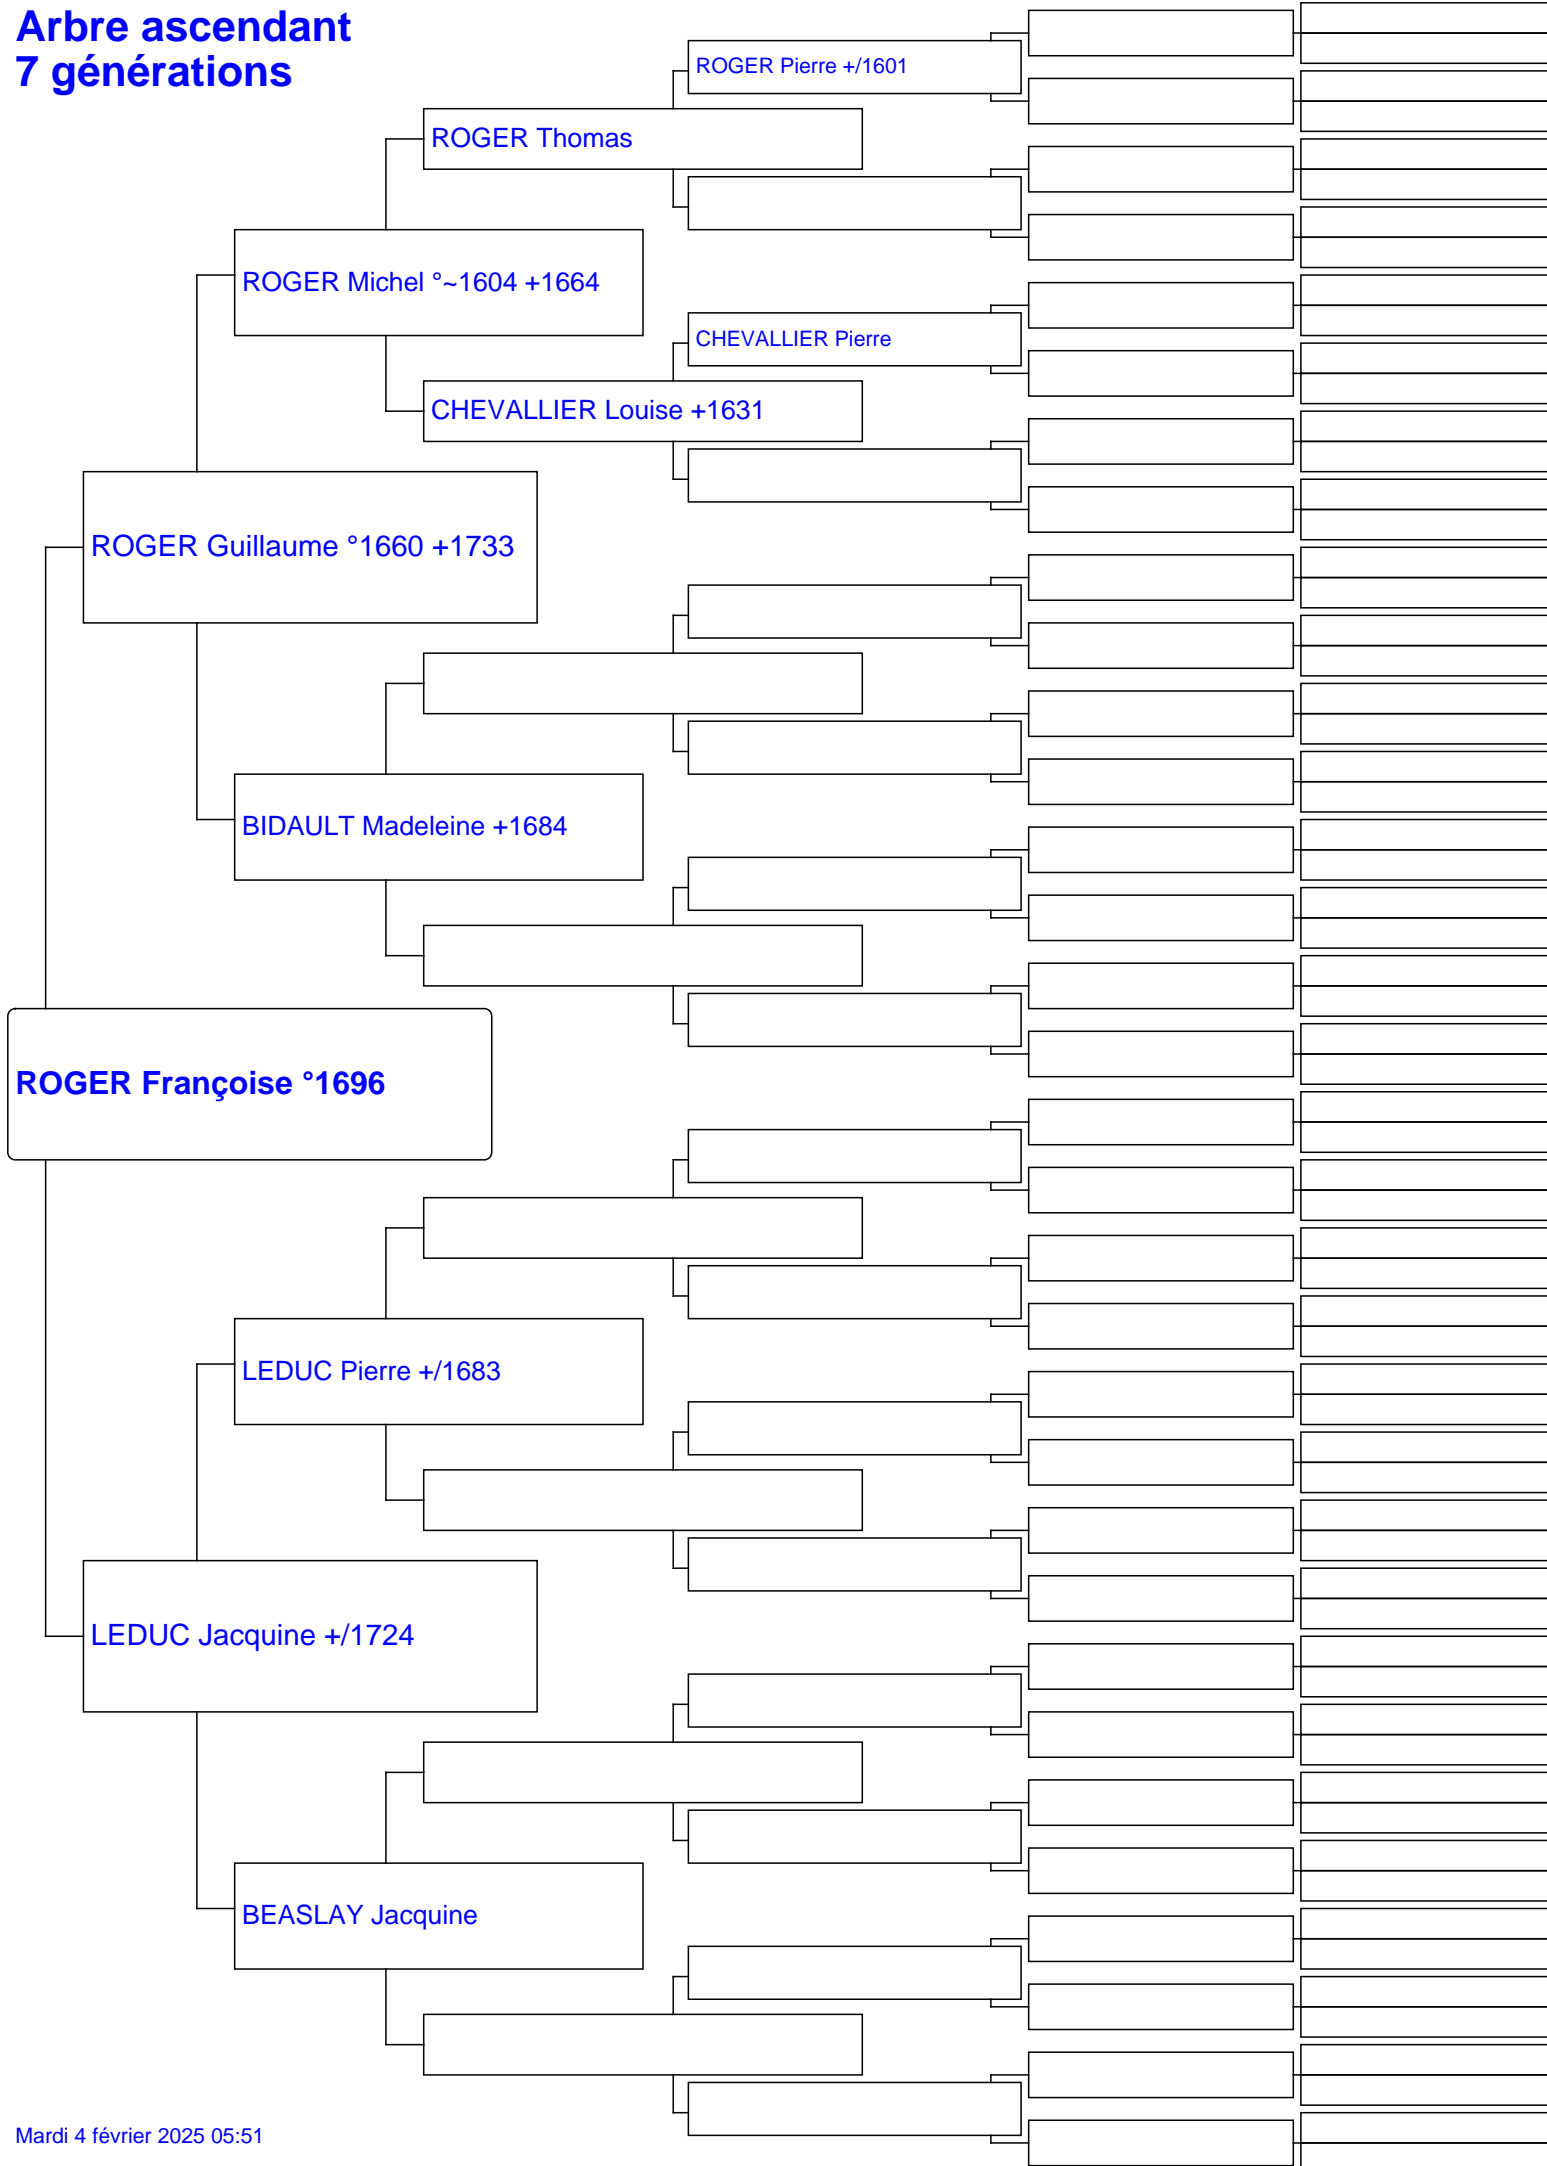 Arbre ascendant
7 générations
ROGER Pierre +/1601
ROGER Thomas
ROGER Michel °~1604 +1664
CHEVALLIER Pierre
CHEVALLIER Louise +1631
ROGER Guillaume °1660 +1733
BIDAULT Madeleine +1684
ROGER Françoise °1696
LEDUC Pierre +/1683
LEDUC Jacquine +/1724
BEASLAY Jacquine
Mardi 4 février 2025 05:51